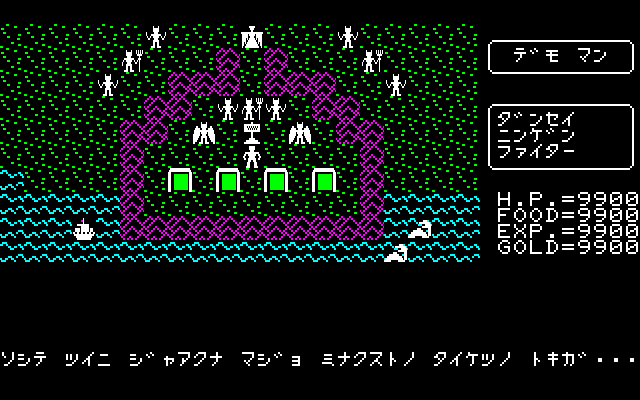 デモ マン
ダンセイ
ニンゲン
ファイター
H.P.=9900
FOOD=9900
EXP.=9900
GOLD=9900
ソシテ ツイニ ジャアクナ マジョ ミナクストノ タイケツノ トキガ・・・